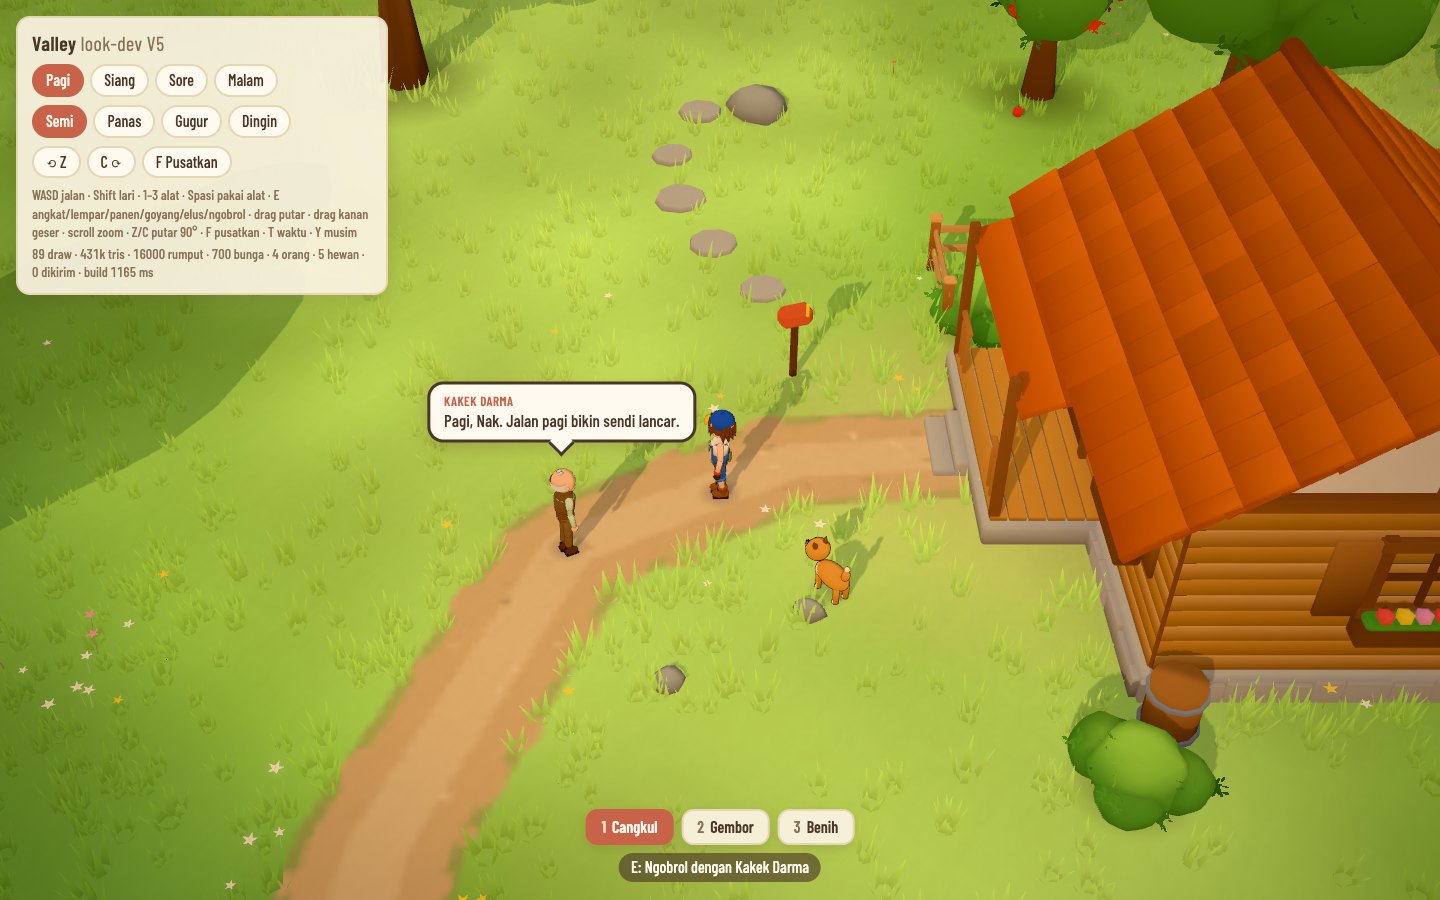 Valley look-dev V5
Pagi Siang Sore Malam
Semi Panas Gugur Dingin
⟲ Z C ⟳ F Pusatkan
WASD jalan · Shift lari · 1–3 alat · Spasi pakai alat · E
angkat/lempar/panen/goyang/elus/ngobrol · drag putar · drag kanan
geser · scroll zoom · Z/C putar 90° · F pusatkan · T waktu · Y musim
89 draw · 431k tris · 16000 rumput · 700 bunga · 4 orang · 5 hewan ·
0 dikirim · build 1165 ms
KAKEK DARMA
Pagi, Nak. Jalan pagi bikin sendi lancar.
1 Cangkul 2 Gembor 3 Benih
E: Ngobrol dengan Kakek Darma